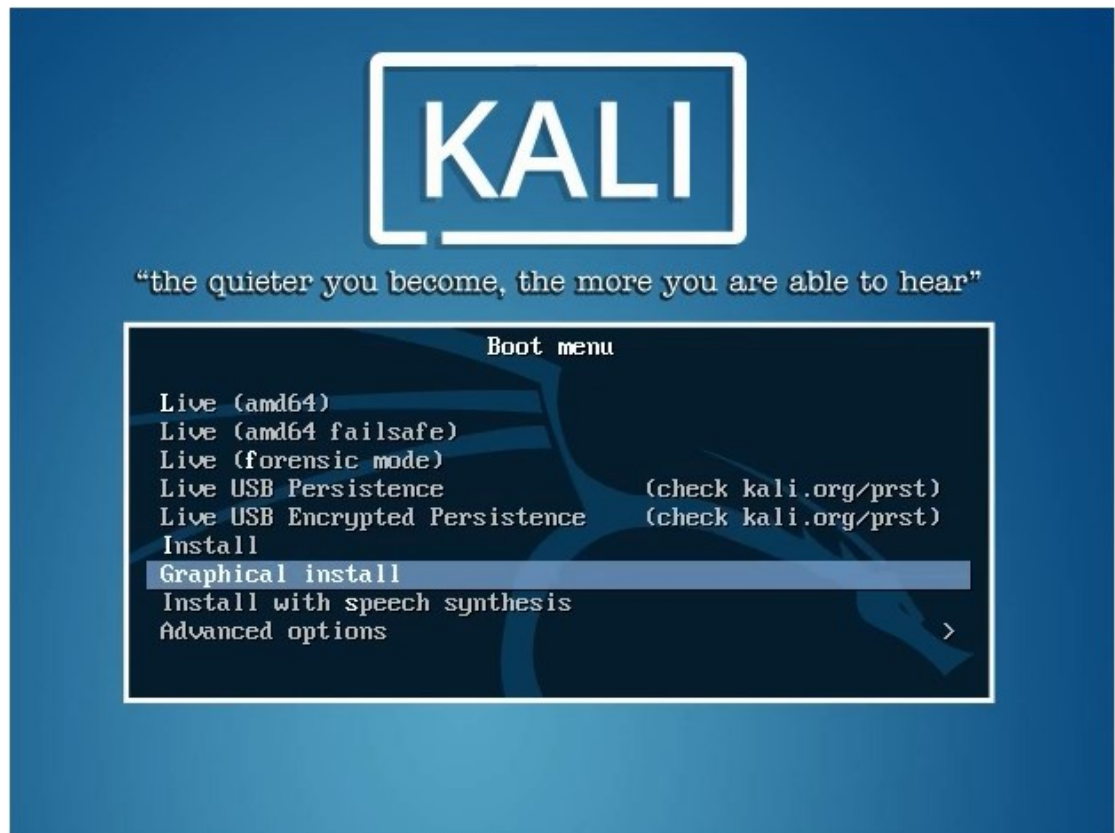 KALI
“the quieter you become, the more you are able to hear”
Boot menu
Live (amd64)
Live (amd64 failsafe)
Live (forensic mode)
Live USB Persistence (check kali.org/prst)
Live USB Encrypted Persistence (check kali.org/prst)
Install
Graphical install
Install with speech synthesis
Advanced options >